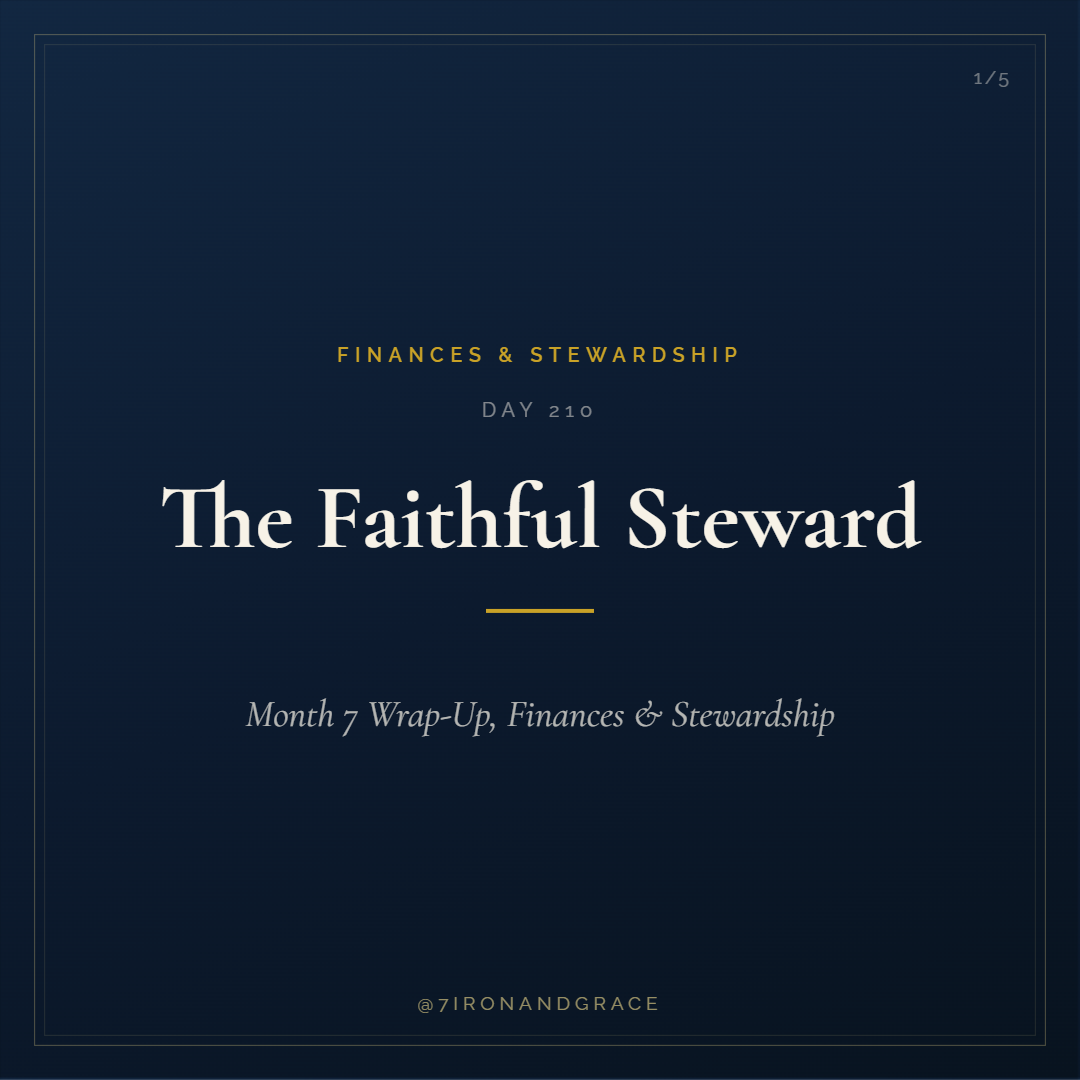 1/5
FINANCES & STEWARDSHIP
DAY 210
The Faithful Steward
Month 7 Wrap-Up, Finances & Stewardship
@7IRONANDGRACE